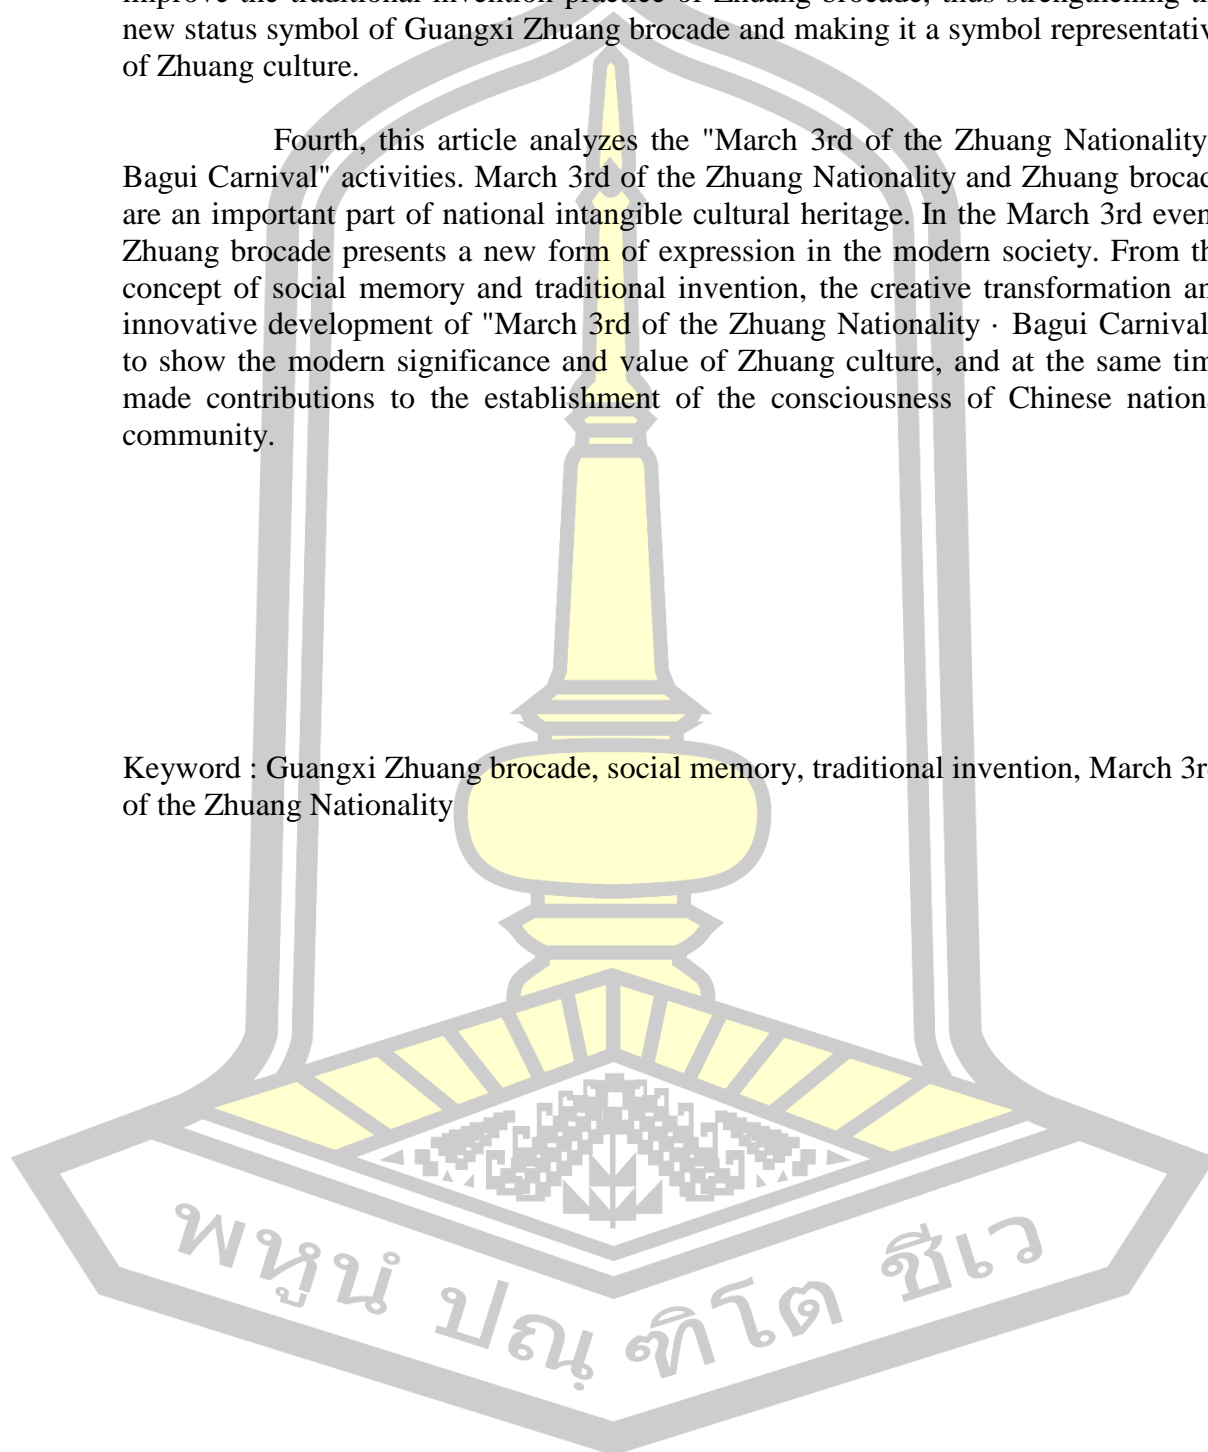 improve the traditional invention practice of Zhuang brocade, thus strengthening th
new status symbol of Guangxi Zhuang brocade and making it a symbol representativ
of Zhuang culture.
Fourth, this article analyzes the "March 3rd of the Zhuang Nationality
Bagui Carnival" activities. March 3rd of the Zhuang Nationality and Zhuang brocad
are an important part of national intangible cultural heritage. In the March 3rd even
Zhuang brocade presents a new form of expression in the modern society. From th
concept of social memory and traditional invention, the creative transformation an
innovative development of "March 3rd of the Zhuang Nationality · Bagui Carnival
to show the modern significance and value of Zhuang culture, and at the same tim
made contributions to the establishment of the consciousness of Chinese nationa
community.
Keyword : Guangxi Zhuang brocade, social memory, traditional invention, March 3r
of the Zhuang Nationality
พหูนํ ปณฺฑิโต ชีเว